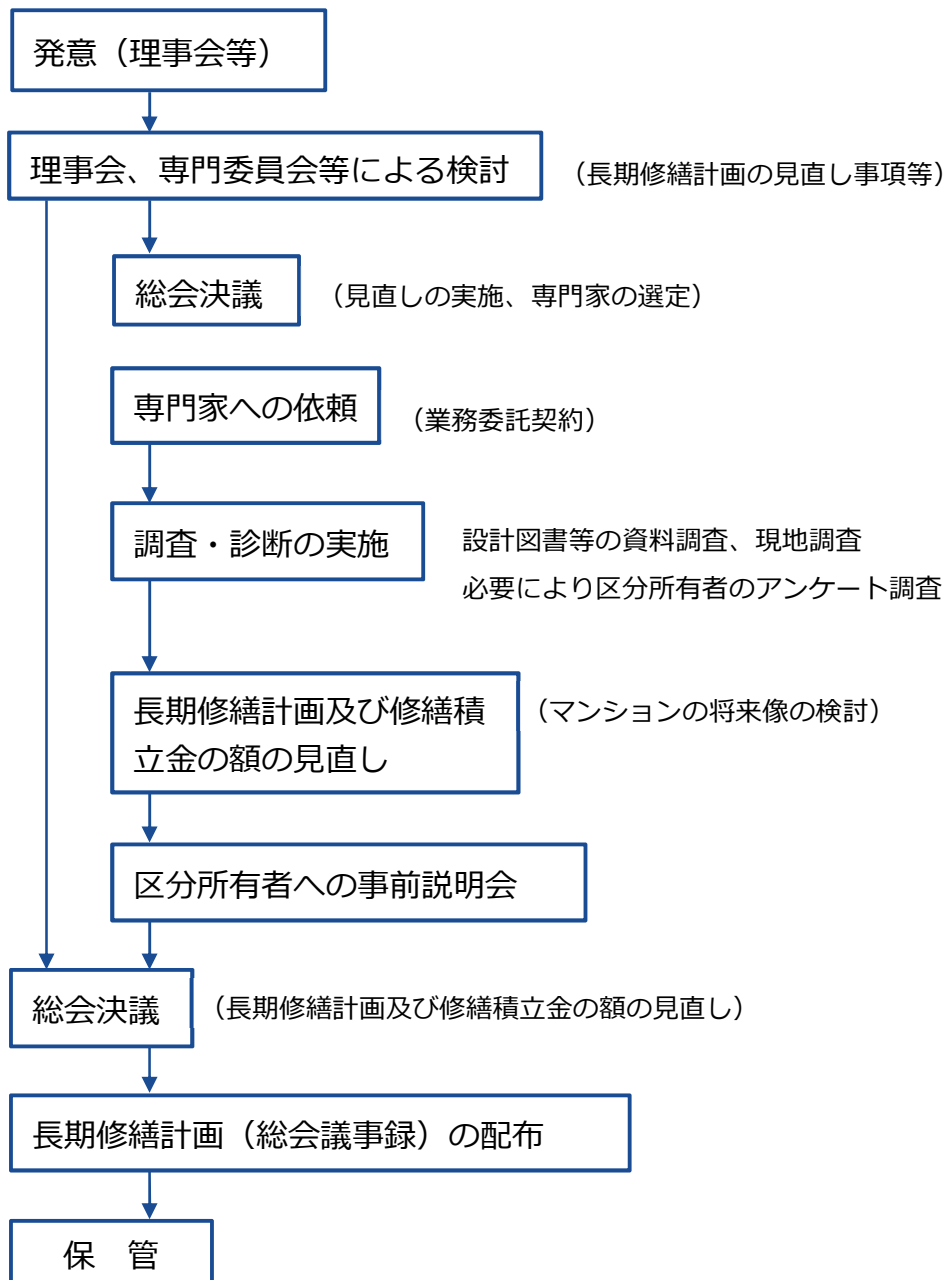 発意（理事会等）
理事会、専門委員会等による検討
（長期修繕計画の見直し事項等）
総会決議
（見直しの実施、専門家の選定）
専門家への依頼
（業務委託契約）
調査・診断の実施
設計図書等の資料調査、現地調査
必要により区分所有者のアンケート調査
長期修繕計画及び修繕積
立金の額の見直し
（マンションの将来像の検討）
区分所有者への事前説明会
総会決議
（長期修繕計画及び修繕積立金の額の見直し）
長期修繕計画（総会議事録）の配布
保　管